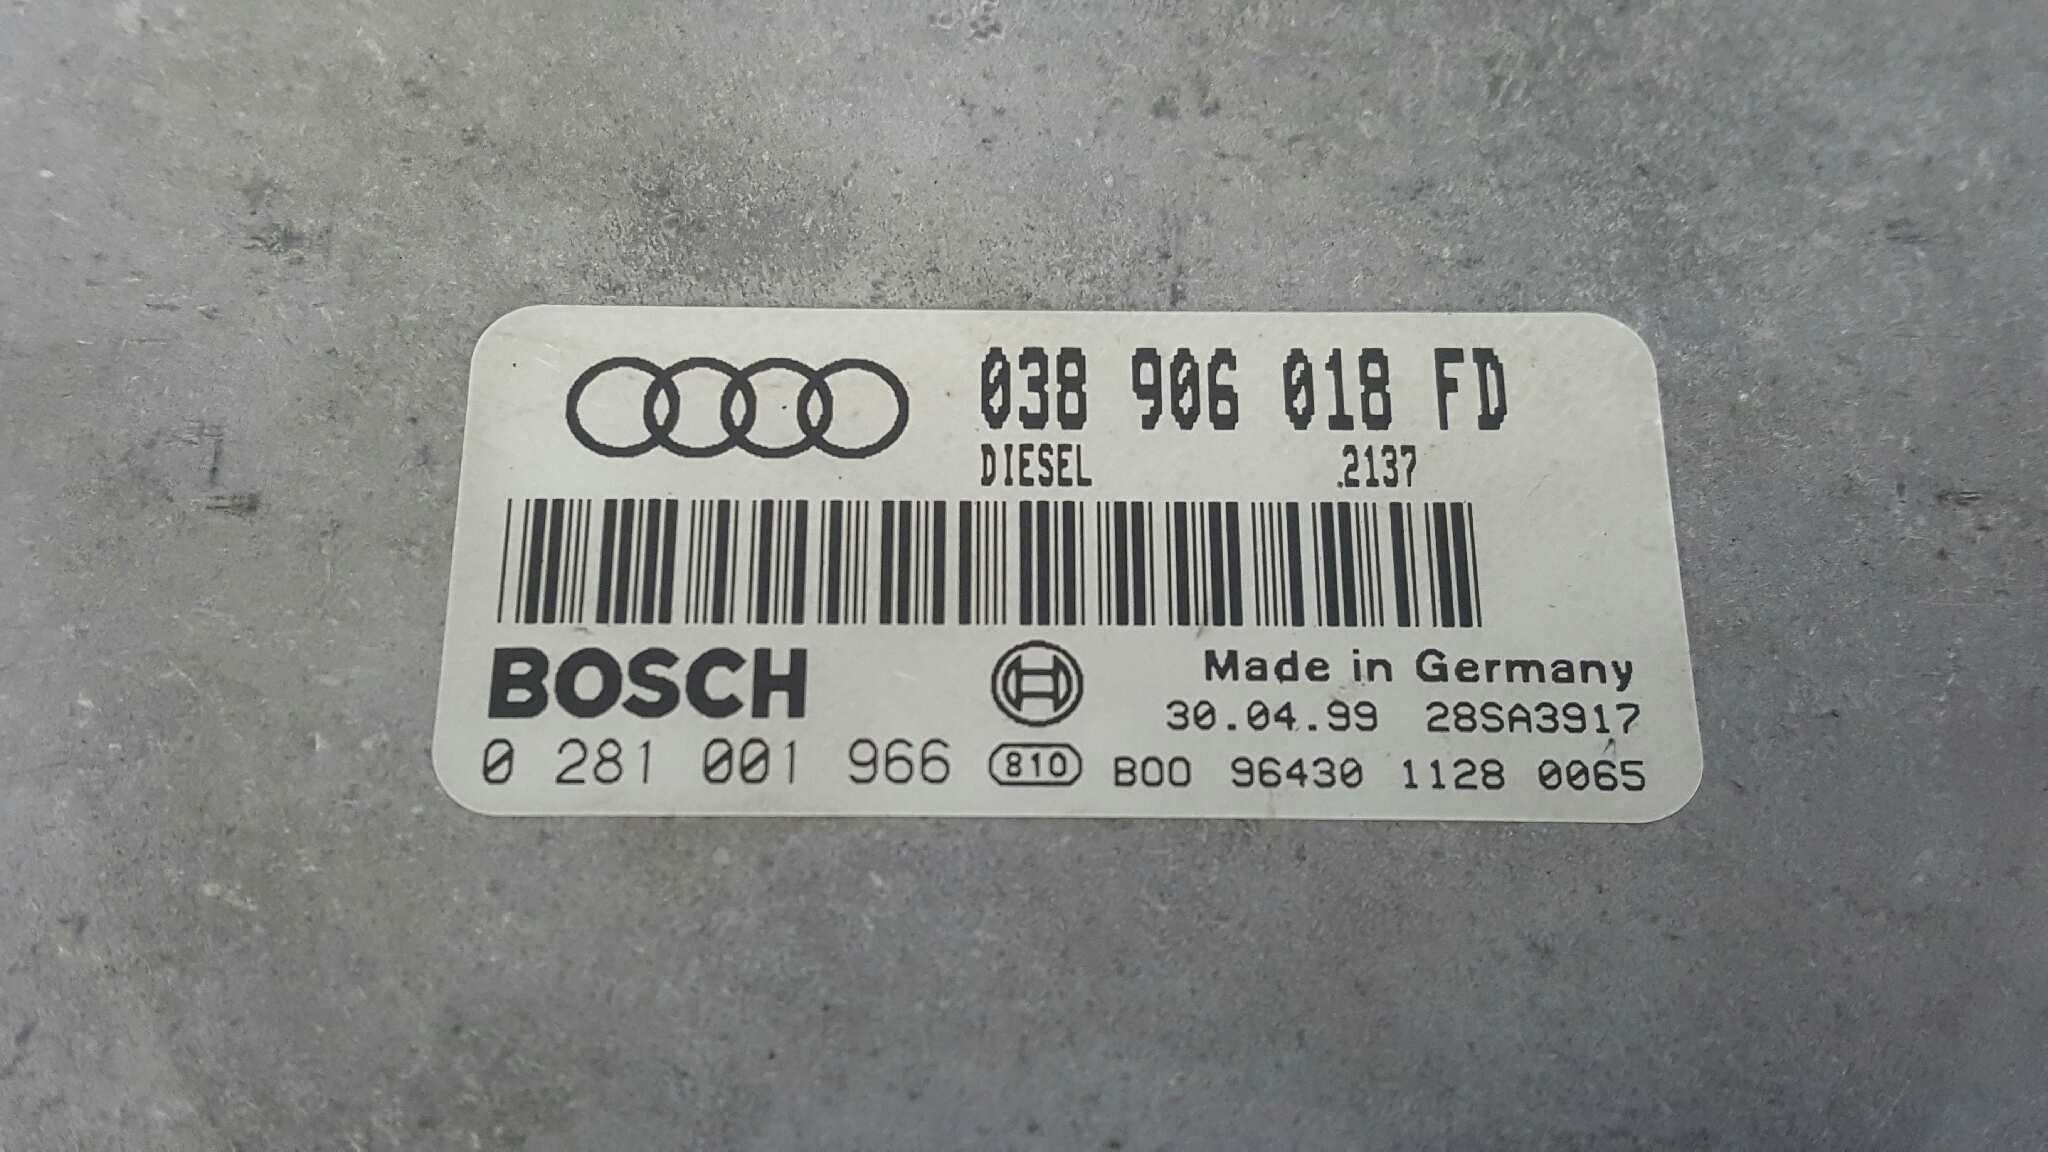 038 906 018 FD
DIESEL .2137
BOSCH
Made in Germany
30.04.99 28SA3917
0 281 001 966 810 B00 96430 1128 0065